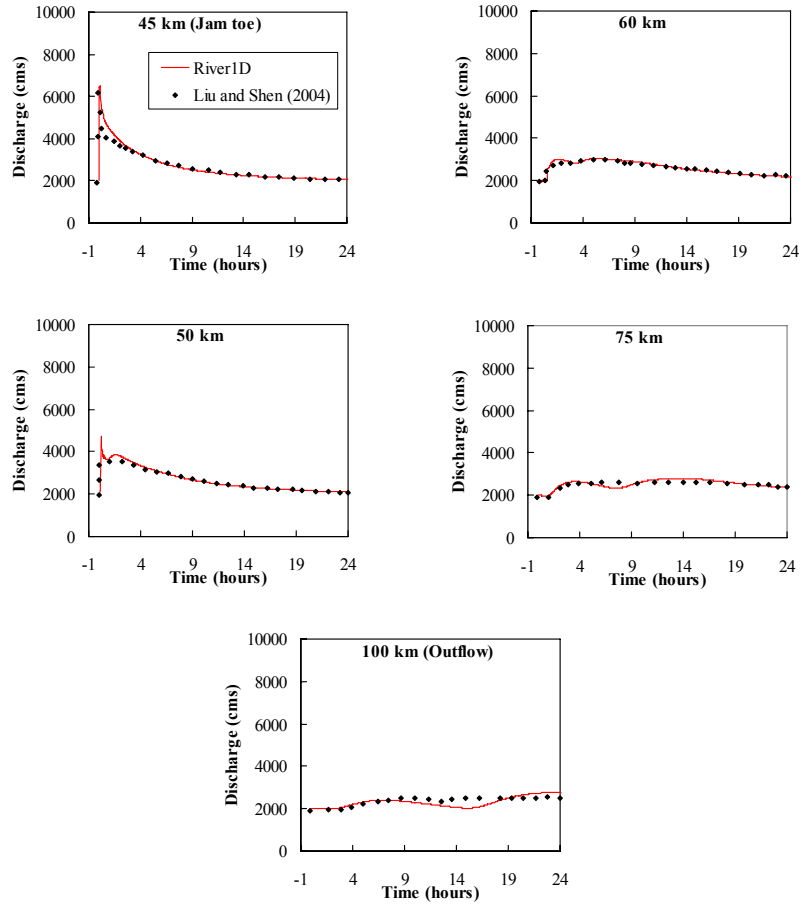 45 km (Jam toe)
10000
8000
6000
4000
2000
0
Discharge (cms)
River1D
Liu and Shen (2004)
-1 4 9 14 19 24
Time (hours)
60 km
10000
8000
6000
4000
2000
0
Discharge (cms)
-1 4 9 14 19 24
Time (hours)
50 km
10000
8000
6000
4000
2000
0
Discharge (cms)
-1 4 9 14 19 24
Time (hours)
75 km
10000
8000
6000
4000
2000
0
Discharge (cms)
-1 4 9 14 19 24
Time (hours)
100 km (Outflow)
10000
8000
6000
4000
2000
0
Discharge (cms)
-1 4 9 14 19 24
Time (hours)